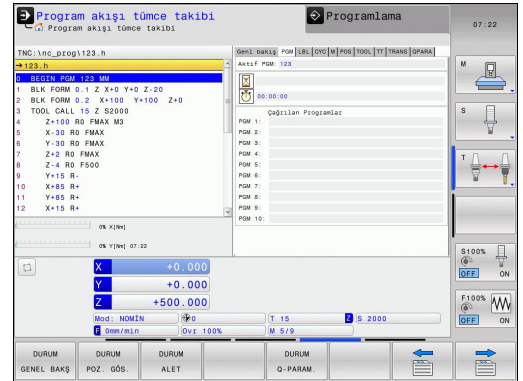 Program akışı tümce takibi
Program akışı tümce takibi
Programlama
07:22
TNC:\nc_prog\123.h
→123.h
0 BEGIN PGM 123 MM
1 BLK FORM 0.1 Z X+0 Y+0 Z-20
2 BLK FORM 0.2 X+100 Y+100 Z+0
3 TOOL CALL 15 Z S2000
4 Z+100 R0 FMAX M3
5 X-30 R0 FMAX
6 Y-30 R0 FMAX
7 Z+2 R0 FMAX
8 Z-4 R0 F500
9 Y+15 R-
10 X+85 R+
11 Y+85 R+
12 X+15 R+
Genl bakış PGM LBL CYC M POS TOOL TT TRANS QPARA
Aktif PGM: 123
00:00:00
Çağrılan Programlar
PGM 1:
PGM 2:
PGM 3:
PGM 4:
PGM 5:
PGM 6:
PGM 7:
PGM 8:
PGM 9:
PGM 10:
0% X[Nm]
0% Y[Nm] 07:22
X +0.000
Y +0.000
Z +500.000
Mod: NOMİN 0 T 15 Z S 2000
F 0mm/min Ovr 100% M 5/9
M
S
T
S100%
OFF ON
F100%
OFF ON
DURUM GENEL BAKŞ
DURUM POZ. GÖS.
DURUM ALET
DURUM Q-PARAM.